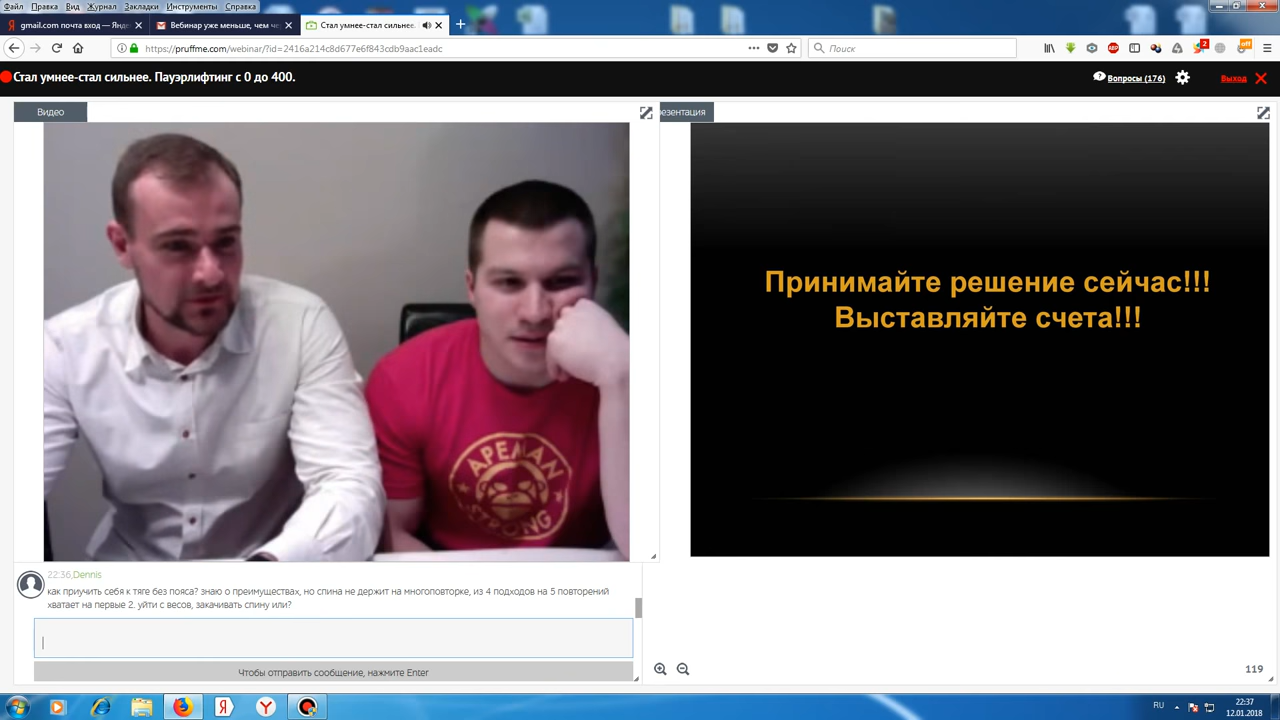 Файл Правка Вид Журнал Закладки Инструменты Справка
gmail.com почта вход — Янде
Вебинар уже меньше, чем че
Стал умнее-стал сильнее.
https://pruffme.com/webinar/?id=2416a214c8d677e6f843cdb9aac1eadc
Поиск
ABP
2
off
Стал умнее-стал сильнее. Пауэрлифтинг с 0 до 400.
Вопросы (176)
Выход
Видео
езентация
APEMAN
STRONG
Принимайте решение сейчас!!!
Выставляйте счета!!!
22:36,Dennis
как приучить себя к тяге без пояса? знаю о преимуществах, но спина не держит на многоповторке, из 4 подходов на 5 повторений
хватает на первые 2. уйти с весов, закачивать спину или?
Чтобы отправить сообщение, нажмите Enter
119
RU
22:37
12.01.2018